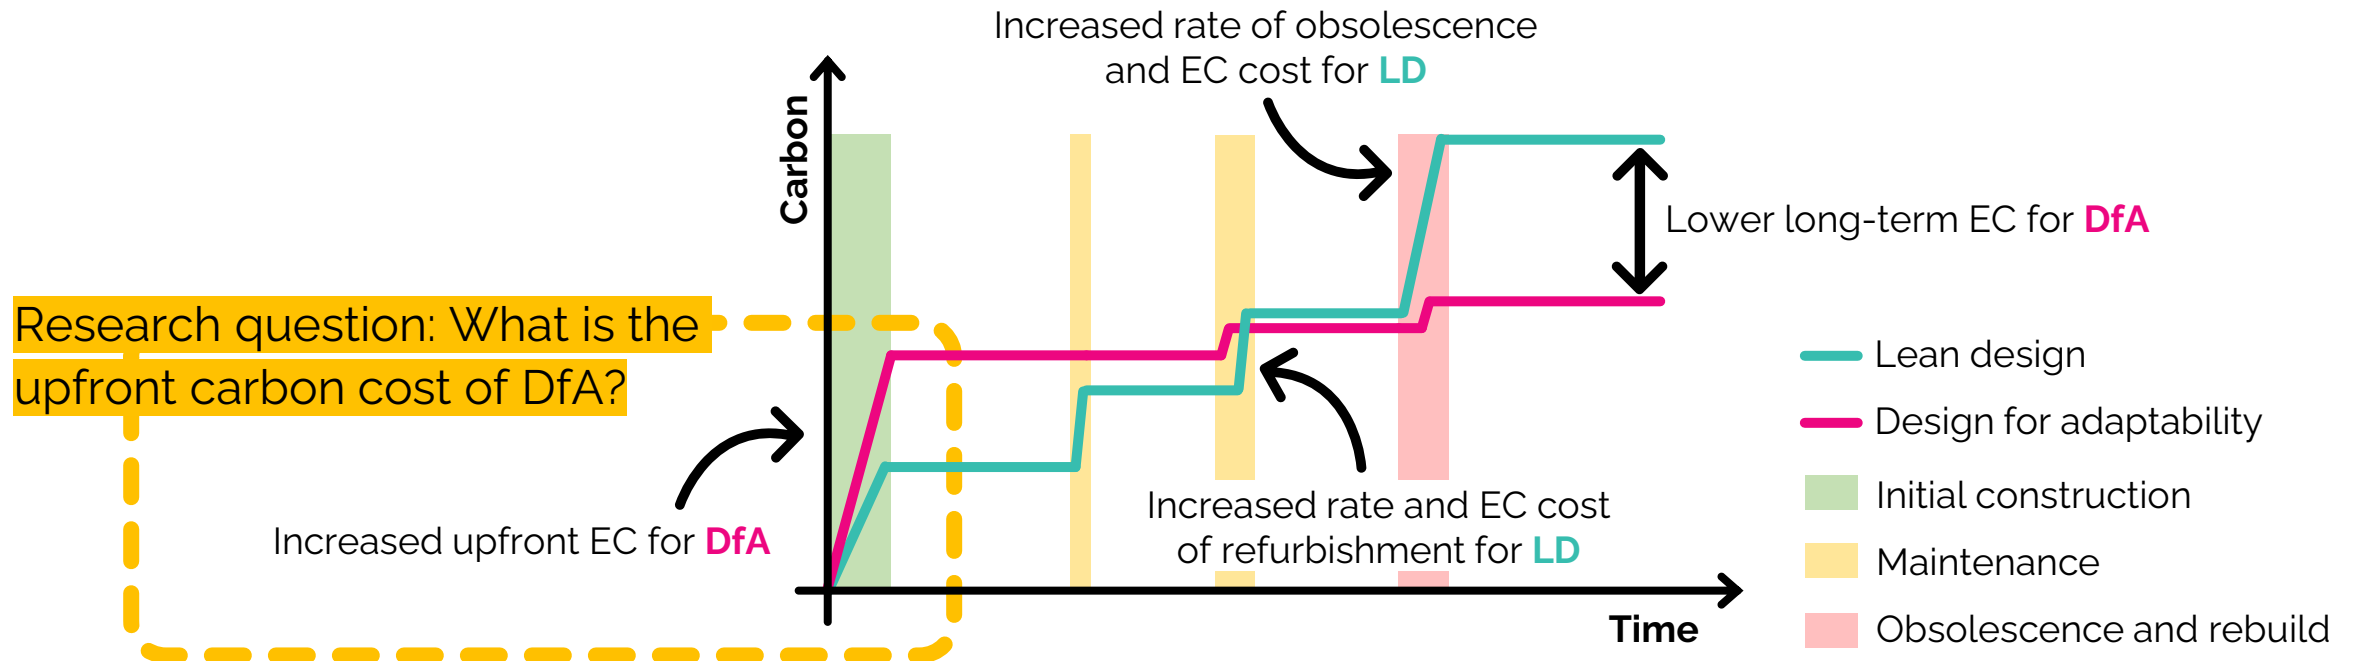 Increased rate of obsolescence
and EC cost for LD
Carbon
Lower long-term EC for DfA
Research question: What is the
upfront carbon cost of DfA?
Increased upfront EC for DfA
Increased rate and EC cost
of refurbishment for LD
Time
Lean design
Design for adaptability
Initial construction
Maintenance
Obsolescence and rebuild